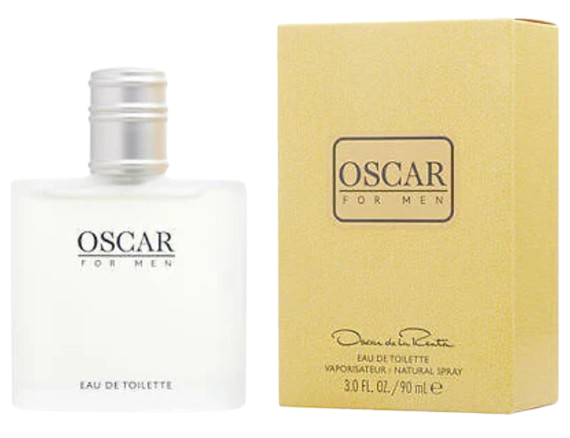 OSCAR
FOR MEN
EAU DE TOILETTE
OSCAR
FOR MEN
Oscar de la Renta
EAU DE TOILETTE
VAPORISATEUR / NATURAL SPRAY
3.0 FL. OZ./90 ml ℮